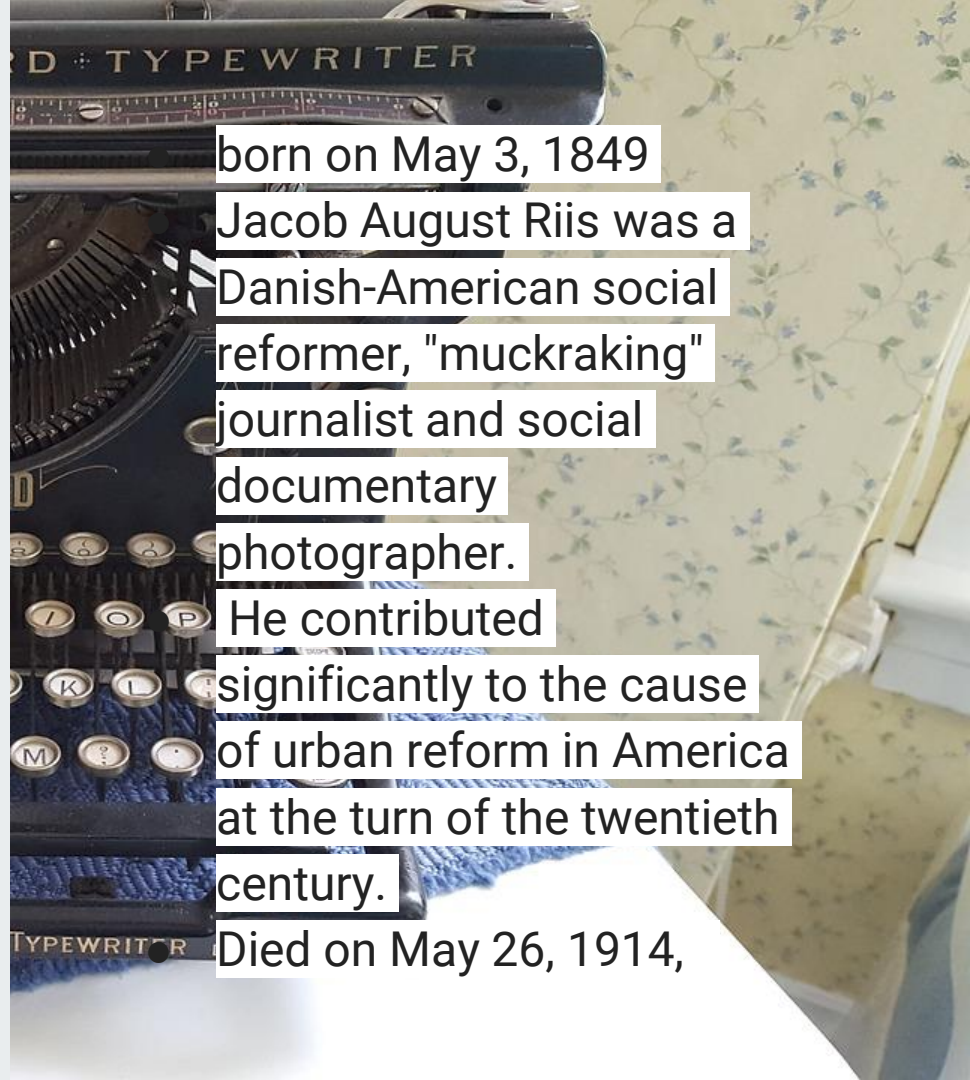 RD TYPEWRITER
born on May 3, 1849
Jacob August Riis was a
Danish-American social
reformer, "muckraking"
journalist and social
documentary
photographer.
He contributed
significantly to the cause
of urban reform in America
at the turn of the twentieth
century.
Died on May 26, 1914,
D
I O P
K L ;
M ? .
TYPEWRITER